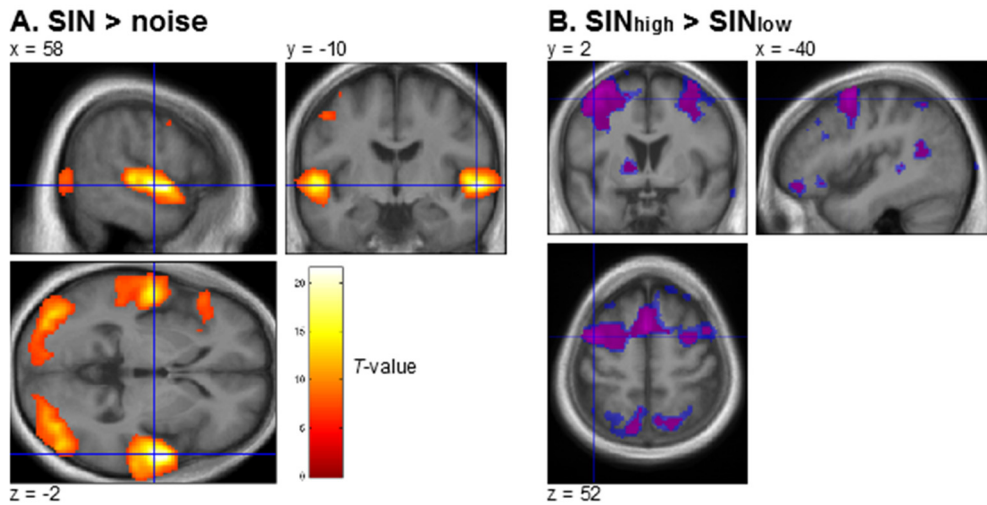 A. SIN > noise
x = 58
y = -10
z = -2
20
15
10
5
0
T-value
B. SINhigh > SINlow
y = 2
x = -40
z = 52